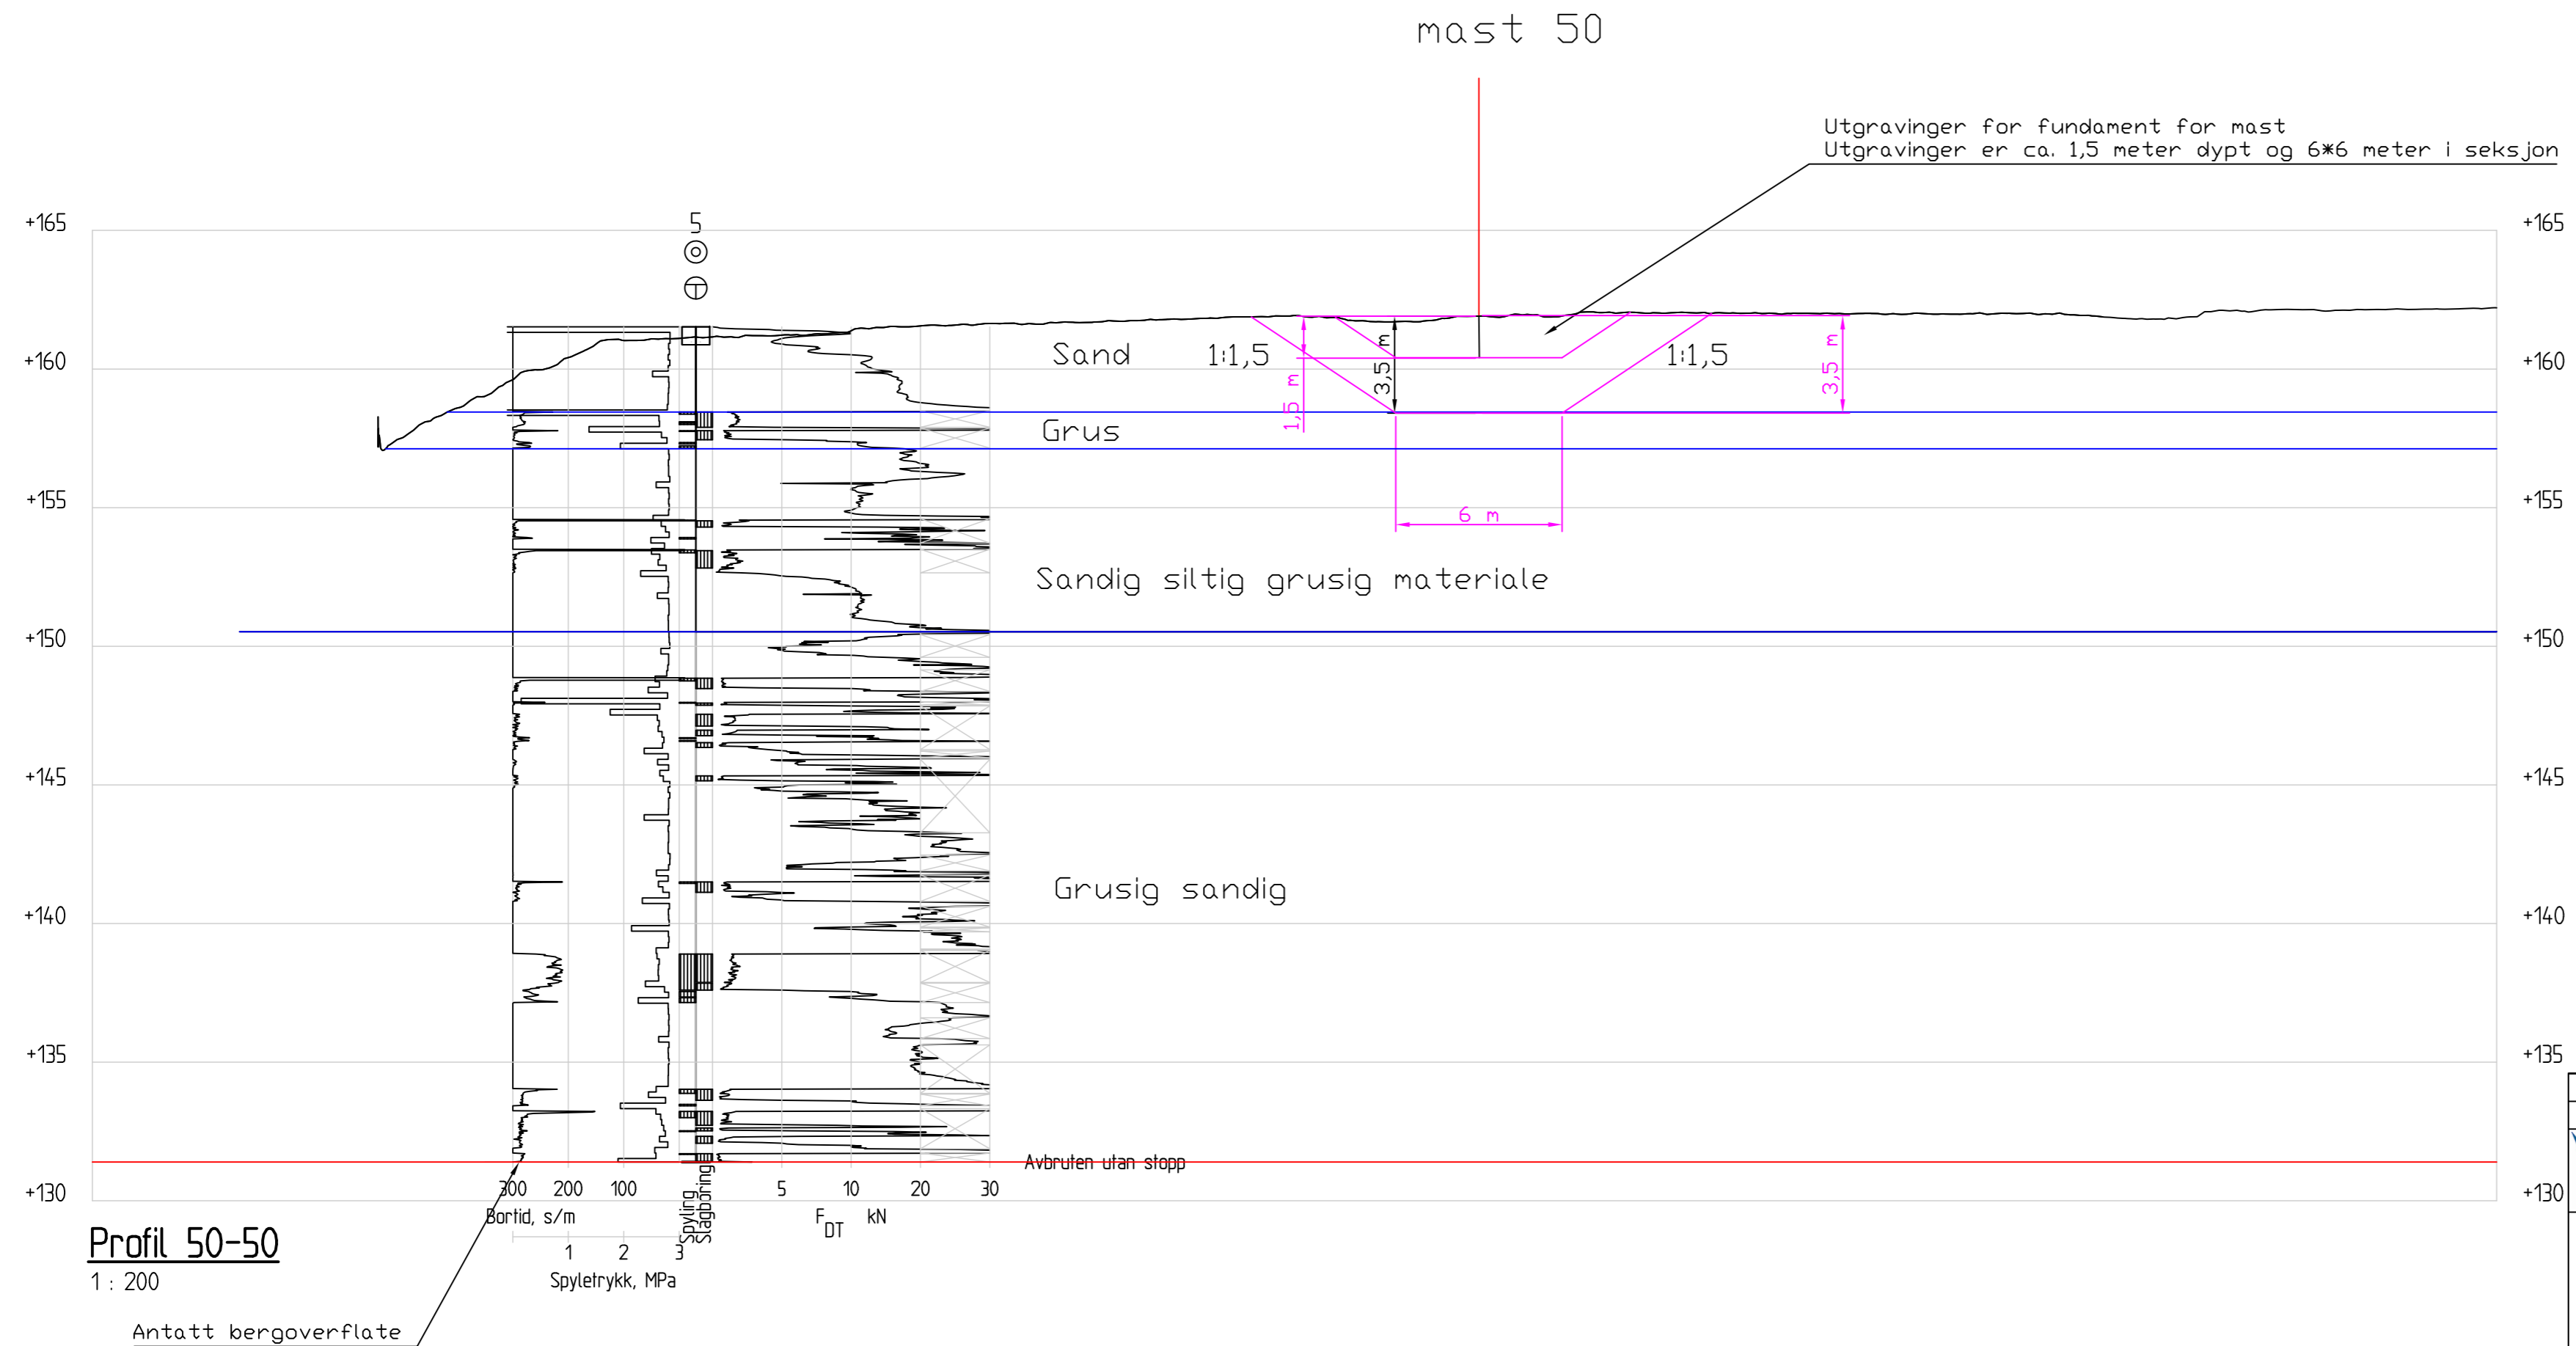 mast 50
Utgravinger for fundament for mast
Utgravinger er ca. 1,5 meter dypt og 6*6 meter i seksjon
5
+165
+165
Sand
1:1,5
1,5 m
3,5 m
1:1,5
3,5 m
+160
+160
Grus
+155
+155
6 m
Sandig siltig grusig materiale
+150
+150
+145
+145
Grusig sandig
+140
+140
+135
+135
Avbruten utan stopp
+130
+130
300 200 100
5 10 20 30
Bortid, s/m
Spyling
Slagboring
F DT kN
1 2 3
Spyletrykk, MPa
Profil 50-50
1 : 200
Antatt bergoverflate